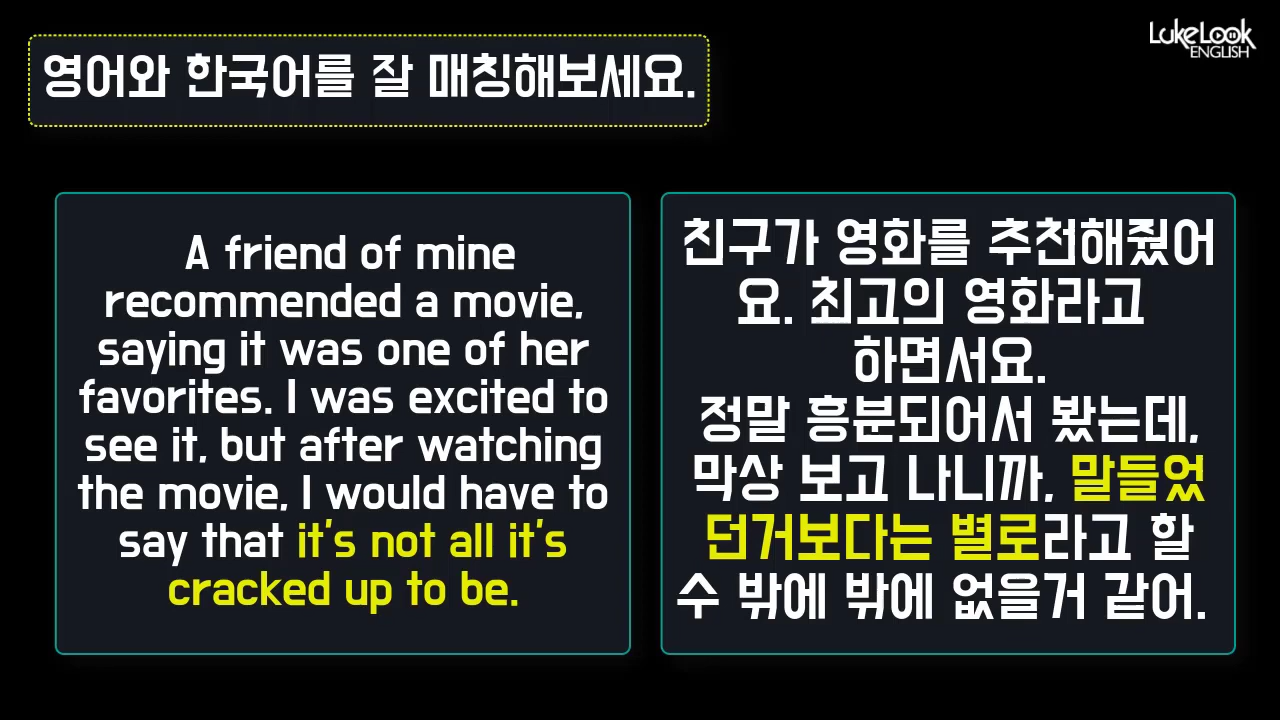 LukeLook
ENGLISH
영어와 한국어를 잘 매칭해보세요.
A friend of mine
recommended a movie,
saying it was one of her
favorites. I was excited to
see it, but after watching
the movie, I would have to
say that it's not all it's
cracked up to be.
친구가 영화를 추천해줬어
요. 최고의 영화라고
하면서요.
정말 흥분되어서 봤는데,
막상 보고 나니까, 말들었
던거보다는 별로라고 할
수 밖에 밖에 없을거 같어.